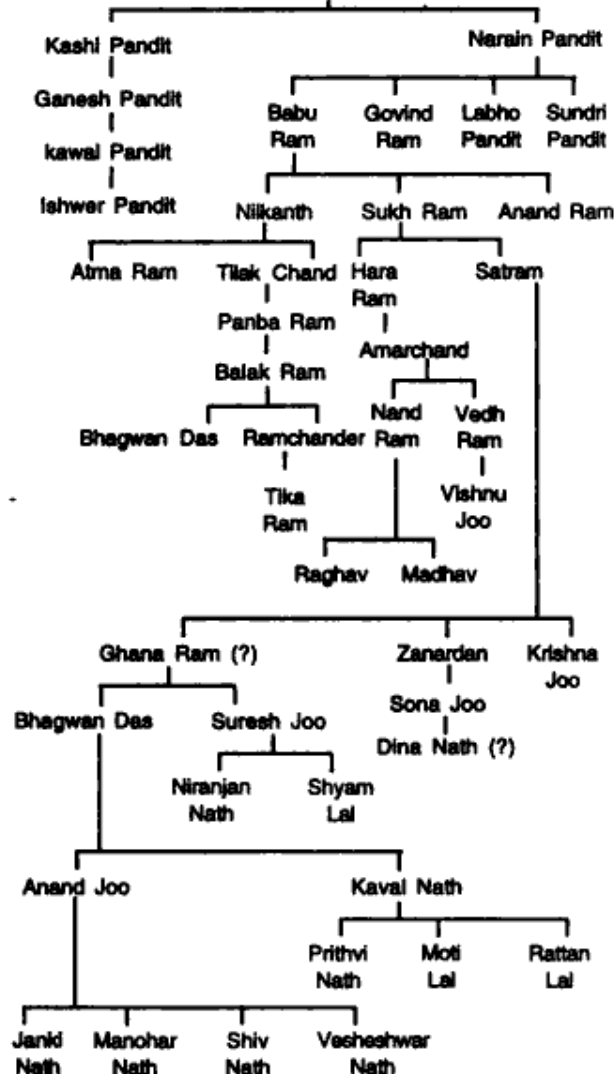 Kashi Pandit
Narain Pandit
Ganesh Pandit
Babu
Ram
Govind
Ram
Labho
Pandit
Sundri
Pandit
kawal Pandit
Ishwer Pandit
Nilkanth
Sukh Ram
Anand Ram
Atma Ram
Tilak Chand
Hara
Ram
Satram
Panba Ram
Amarchand
Balak Ram
Nand
Ram
Vedh
Ram
Bhagwan Das
Ramchander
Tika
Ram
Vishnu
Joo
Raghav
Madhav
Ghana Ram (?)
Zanardan
Krishna
Joo
Bhagwan Das
Suresh Joo
Sona Joo
Dina Nath (?)
Niranjan
Nath
Shyam
Lal
Anand Joo
Kaval Nath
Prithvi
Nath
Moti
Lal
Rattan
Lal
Janki
Nath
Manohar
Nath
Shiv
Nath
Vesheshwar
Nath